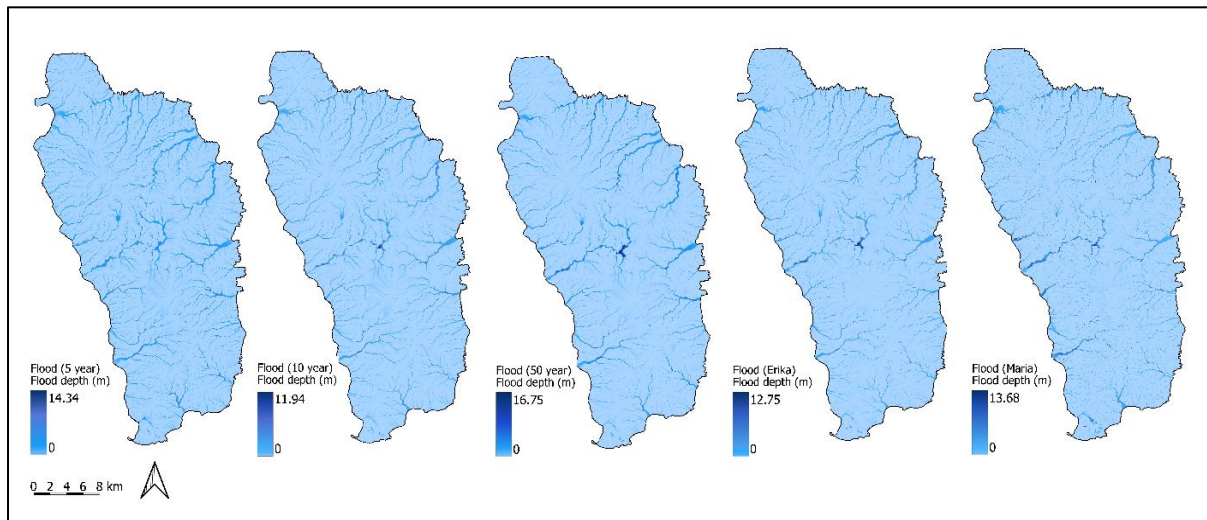 Flood (5 year)
Flood depth (m)
14.34
0
Flood (10 year)
Flood depth (m)
11.94
0
Flood (50 year)
Flood depth (m)
16.75
0
Flood (Erika)
Flood depth (m)
12.75
0
Flood (Maria)
Flood depth (m)
13.68
0
0 2 4 6 8 km